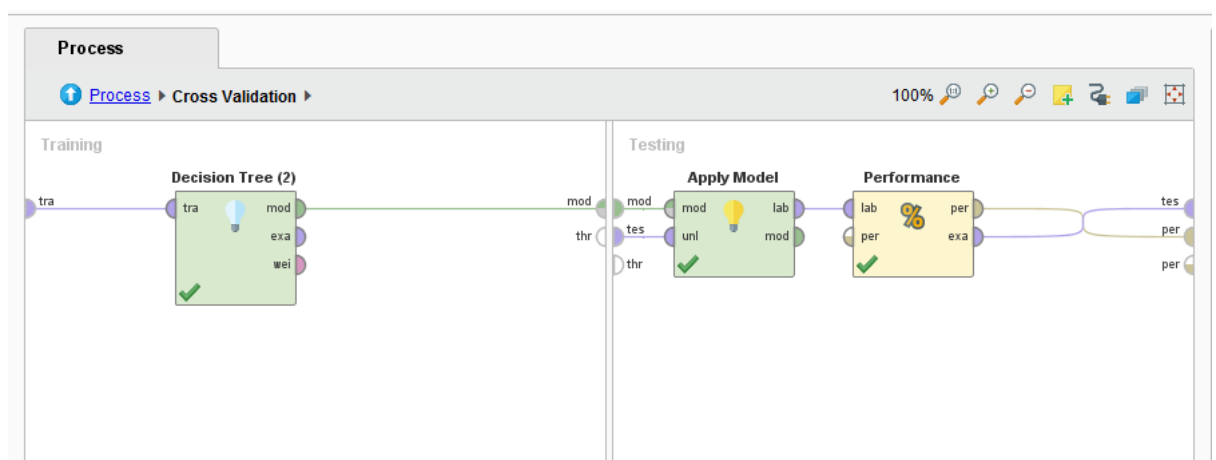 Process
Process Cross Validation
100%
Training
Testing
Decision Tree (2)
Apply Model
Performance
tra
tra
mod
exa
wei
mod
thr
mod
tes
thr
mod
unl
lab
mod
lab
per
per
exa
tes
per
per